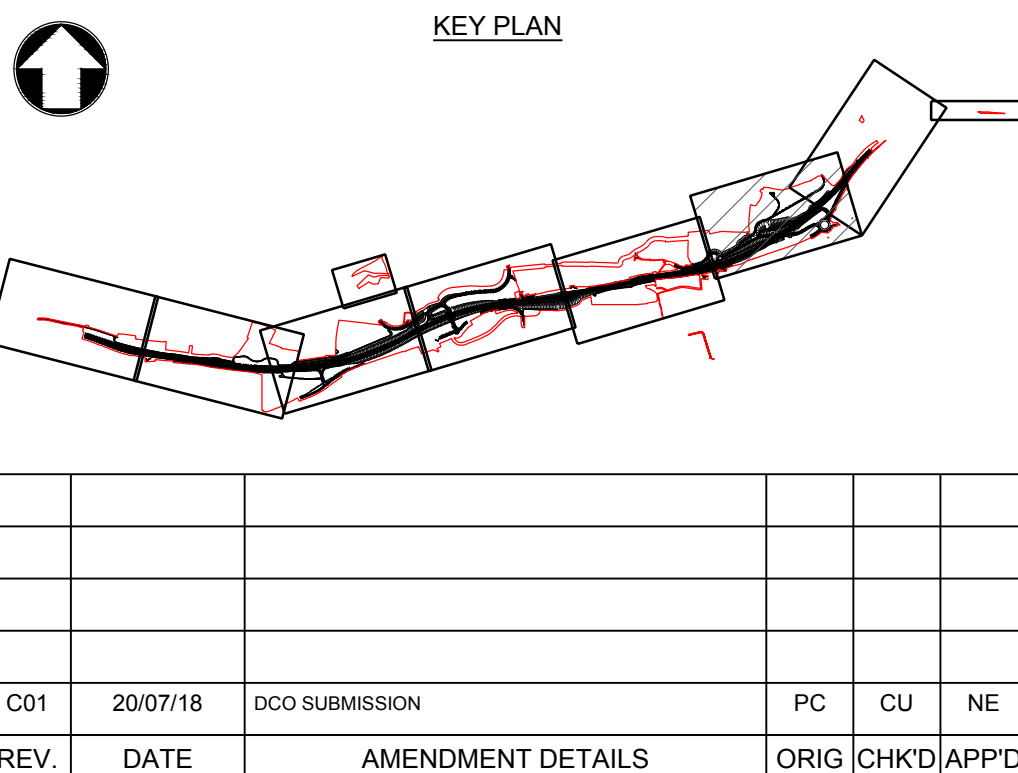 KEY PLAN
C01 20/07/18 DCO SUBMISSION PC CU NE
REV. DATE AMENDMENT DETAILS ORIG CHK'D APP'D